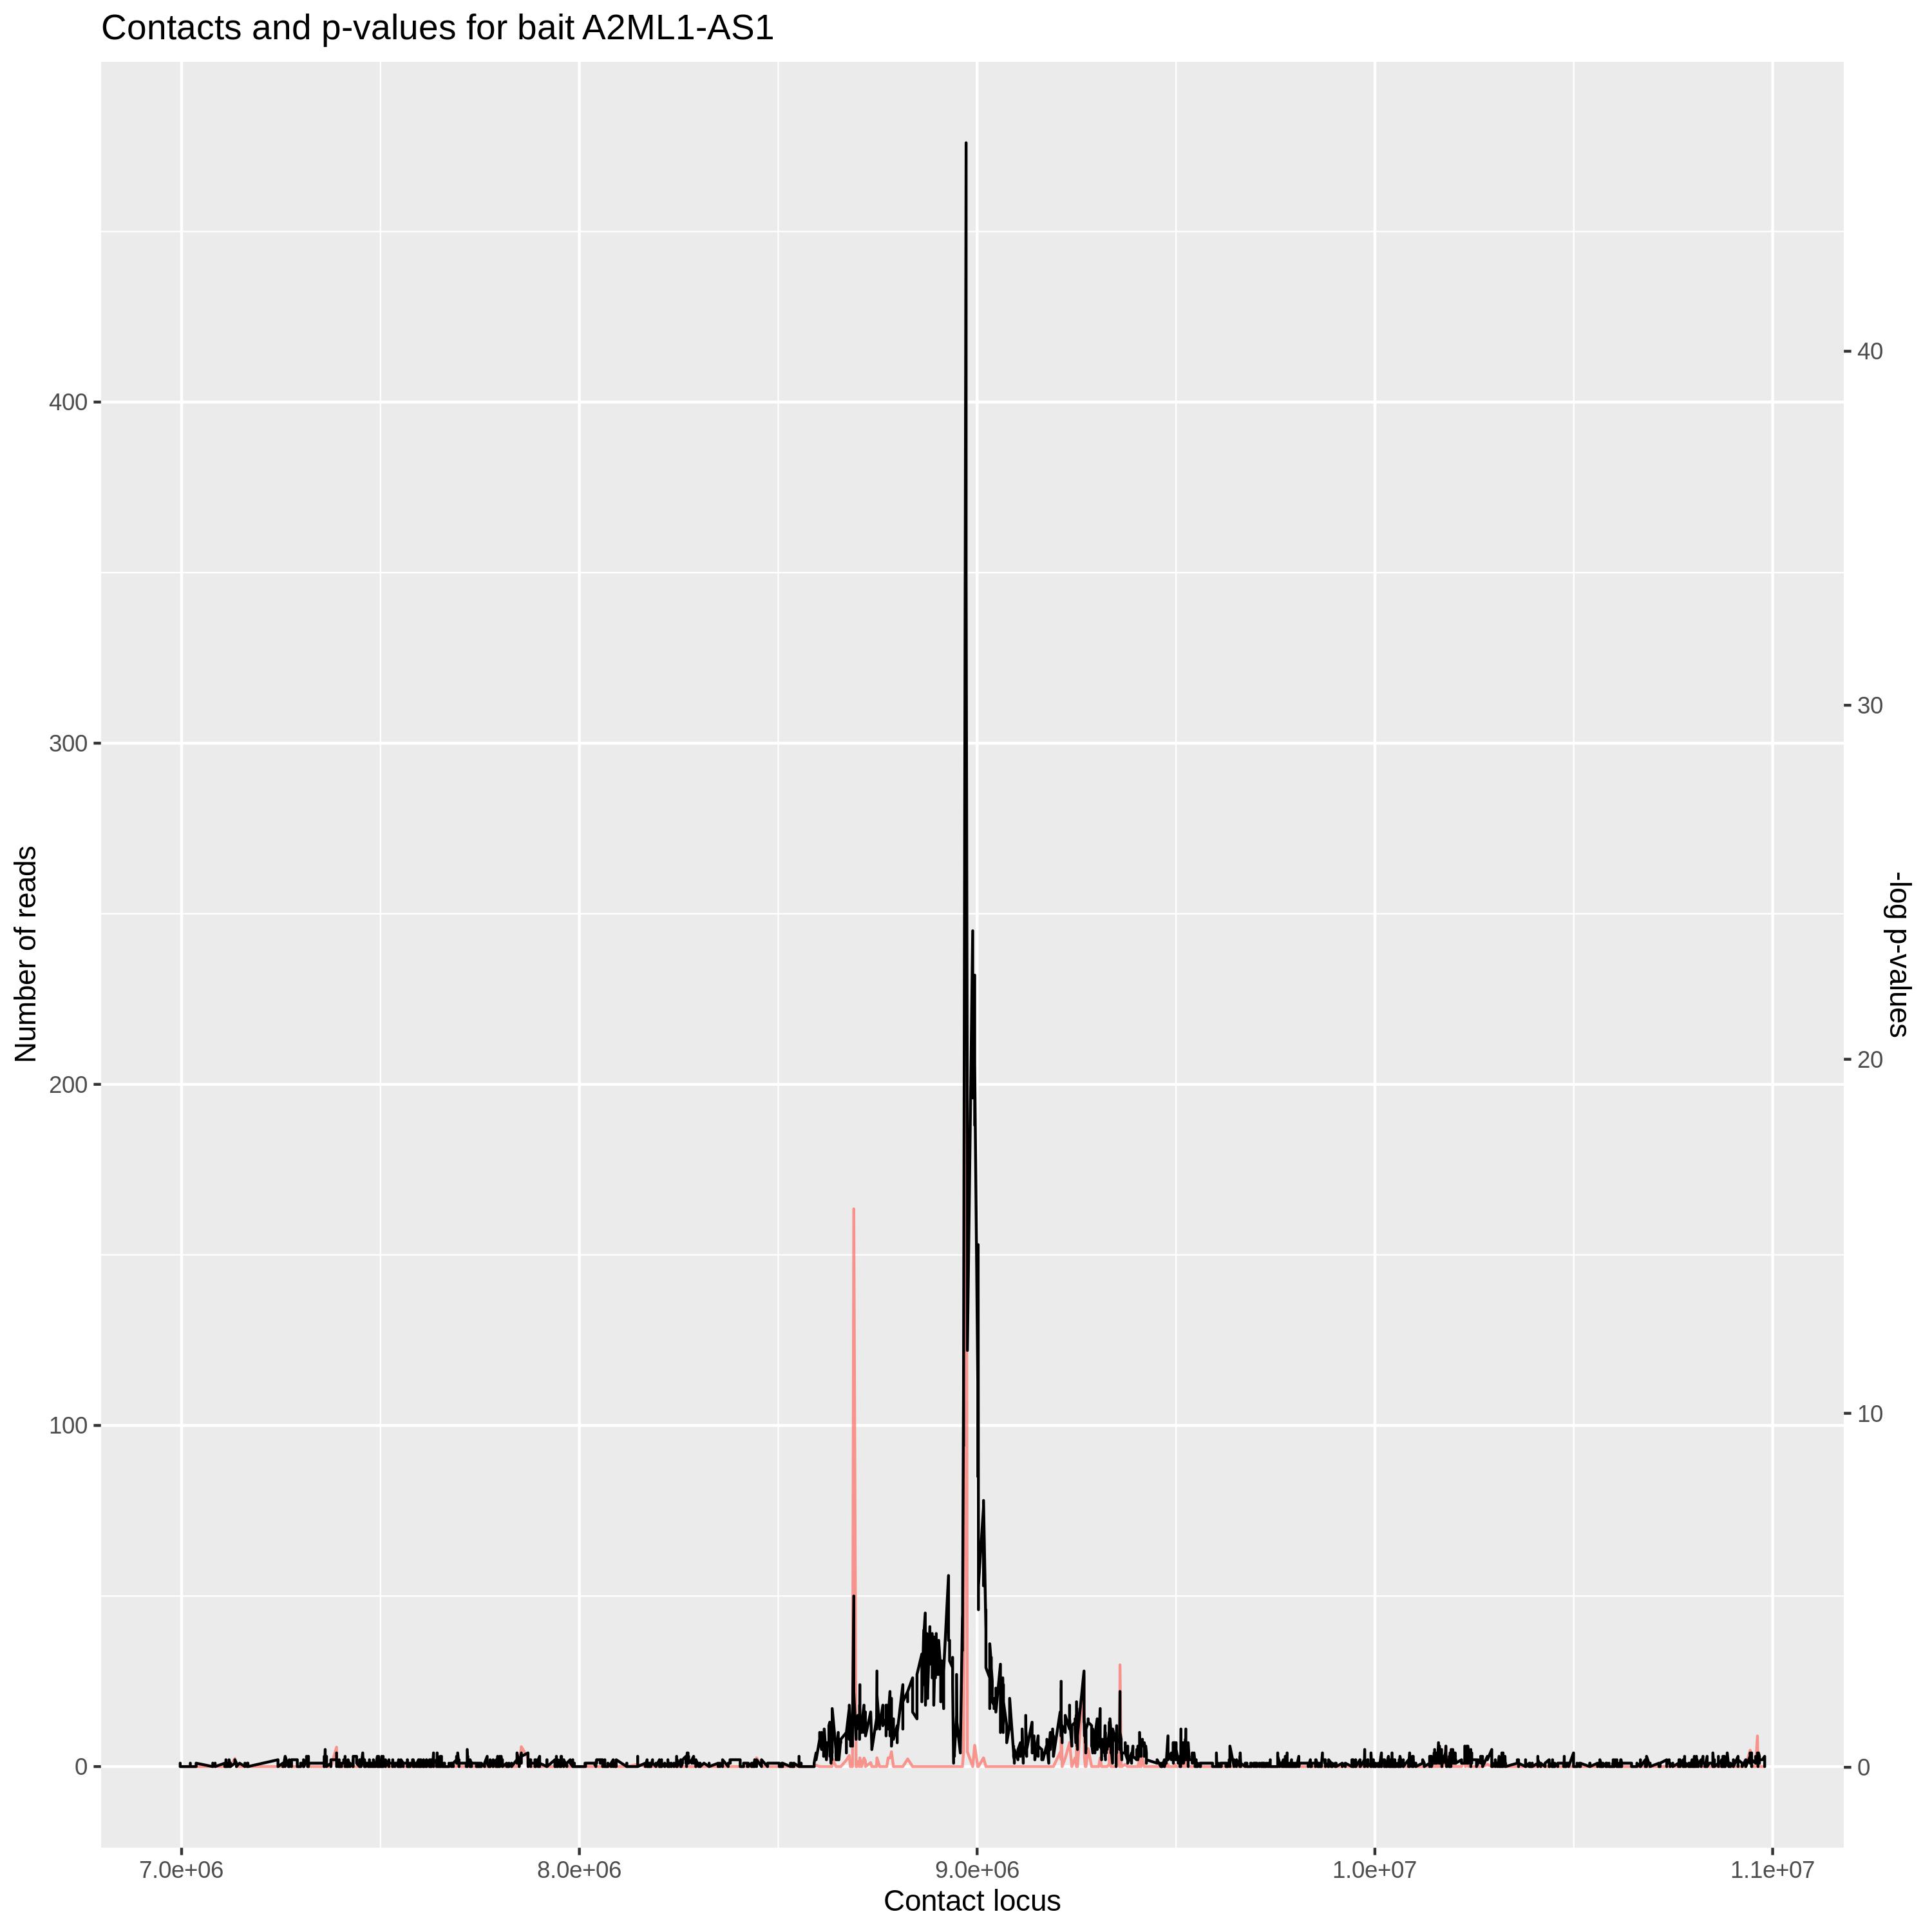 Contacts and p-values for bait A2ML1-AS1
400
300
200
100
0
Number of reads
40
30
20
10
0
-log p-values
7.0e+06
8.0e+06
9.0e+06
1.0e+07
1.1e+07
Contact locus